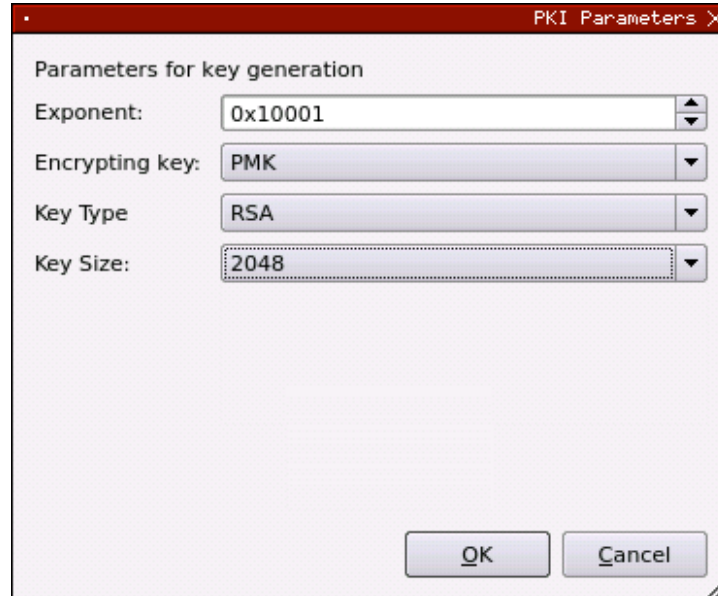 PKI Parameters X
Parameters for key generation
Exponent: 0x10001
Encrypting key: PMK
Key Type RSA
Key Size: 2048
OK Cancel